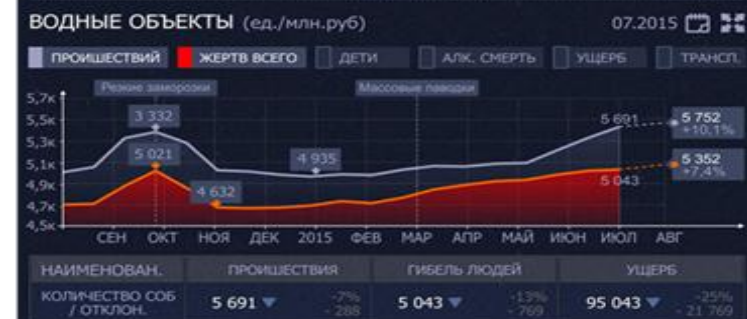 ВОДНЫЕ ОБЪЕКТЫ (ед./млн.руб) 07.2015
ПРОИШЕСТВИЙ ЖЕРТВ ВСЕГО ДЕТИ АЛК. СМЕРТЬ УЩЕРБ ТРАНСП.
Резкие заморозки Массовые паводки
5,7к
5,5к 3 332 5 691 5 752
+10,1%
5,3к
5,1к 5 021 4 935 5 352
+7,4%
4,9к 4 632 5 043
4,7к
4,5к
СЕН ОКТ НОЯ ДЕК 2015 ФЕВ МАР АПР МАЙ ИЮН ИЮЛ АВГ
НАИМЕНОВАН. ПРОИШЕСТВИЯ ГИБЕЛЬ ЛЮДЕЙ УЩЕРБ
КОЛИЧЕСТВО СОБ 5 691 -7% 5 043 -13% 95 043 -25%
/ ОТКЛОН. - 288 - 769 - 21 769